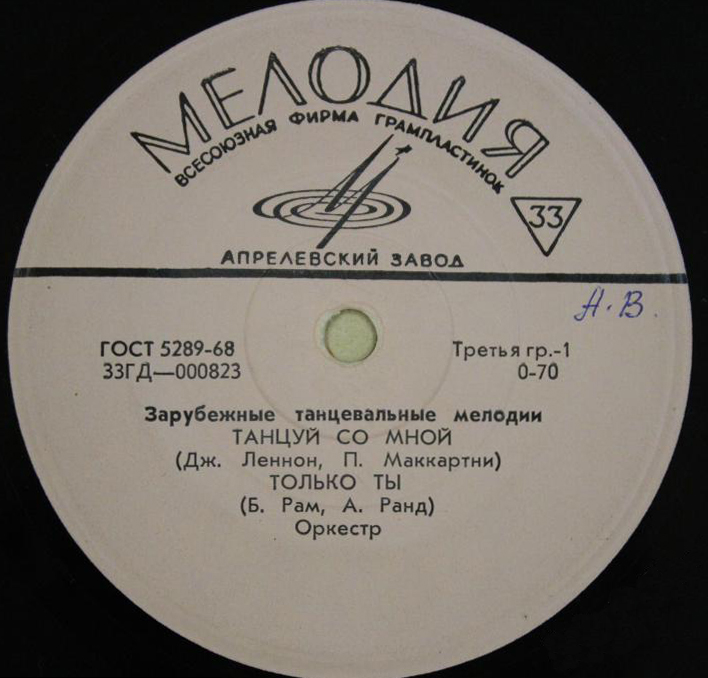 МЕЛОДИЯ
ВСЕСОЮЗНАЯ ФИРМА ГРАМПЛАСТИНОК
33
АПРЕЛЕВСКИЙ ЗАВОД
А.В.
ГОСТ 5289-68
33ГД—000823
Третья гр.-1
0-70
Зарубежные танцевальные мелодии
ТАНЦУЙ СО МНОЙ
(Дж. Леннон, П. Маккартни)
ТОЛЬКО ТЫ
(Б. Рам, А. Ранд)
Оркестр